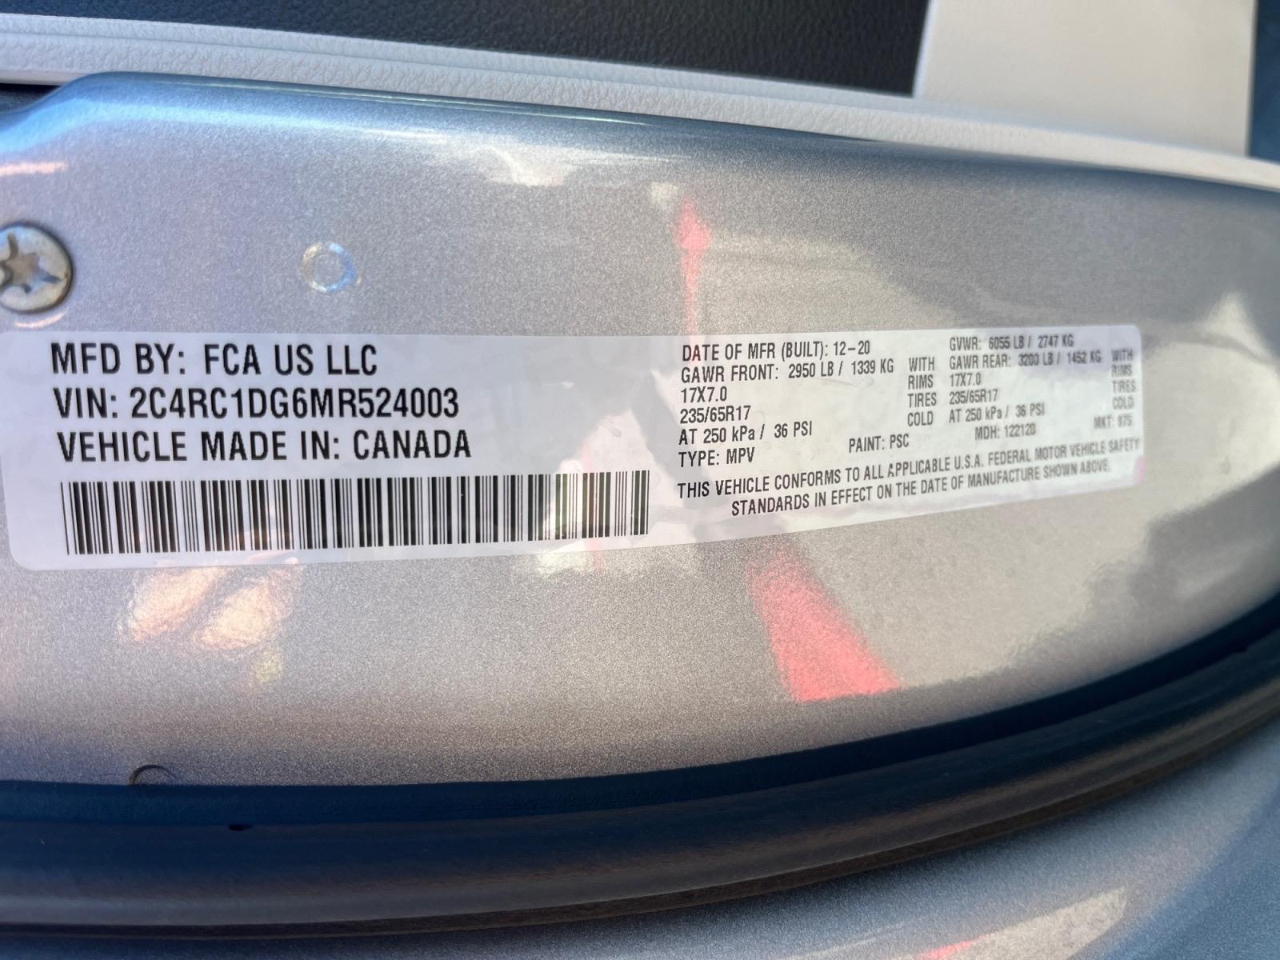 MFD BY: FCA US LLC
VIN: 2C4RC1DG6MR524003
VEHICLE MADE IN: CANADA
DATE OF MFR (BUILT): 12-20
GAWR FRONT: 2950 LB / 1339 KG WITH
17X7.0 RIMS
235/65R17 TIRES
AT 250 kPa / 36 PSI COLD
TYPE: MPV PAINT: PSC
GVWR: 6055 LB / 2747 KG
GAWR REAR: 3200 LB / 1452 KG WITH
17X7.0 RIMS
235/65R17 TIRES
AT 250 kPa / 36 PSI COLD
MDH: 122120 MKT:
THIS VEHICLE CONFORMS TO ALL APPLICABLE U.S.A. FEDERAL MOTOR VEHICLE SAFETY
STANDARDS IN EFFECT ON THE DATE OF MANUFACTURE SHOWN ABOVE.